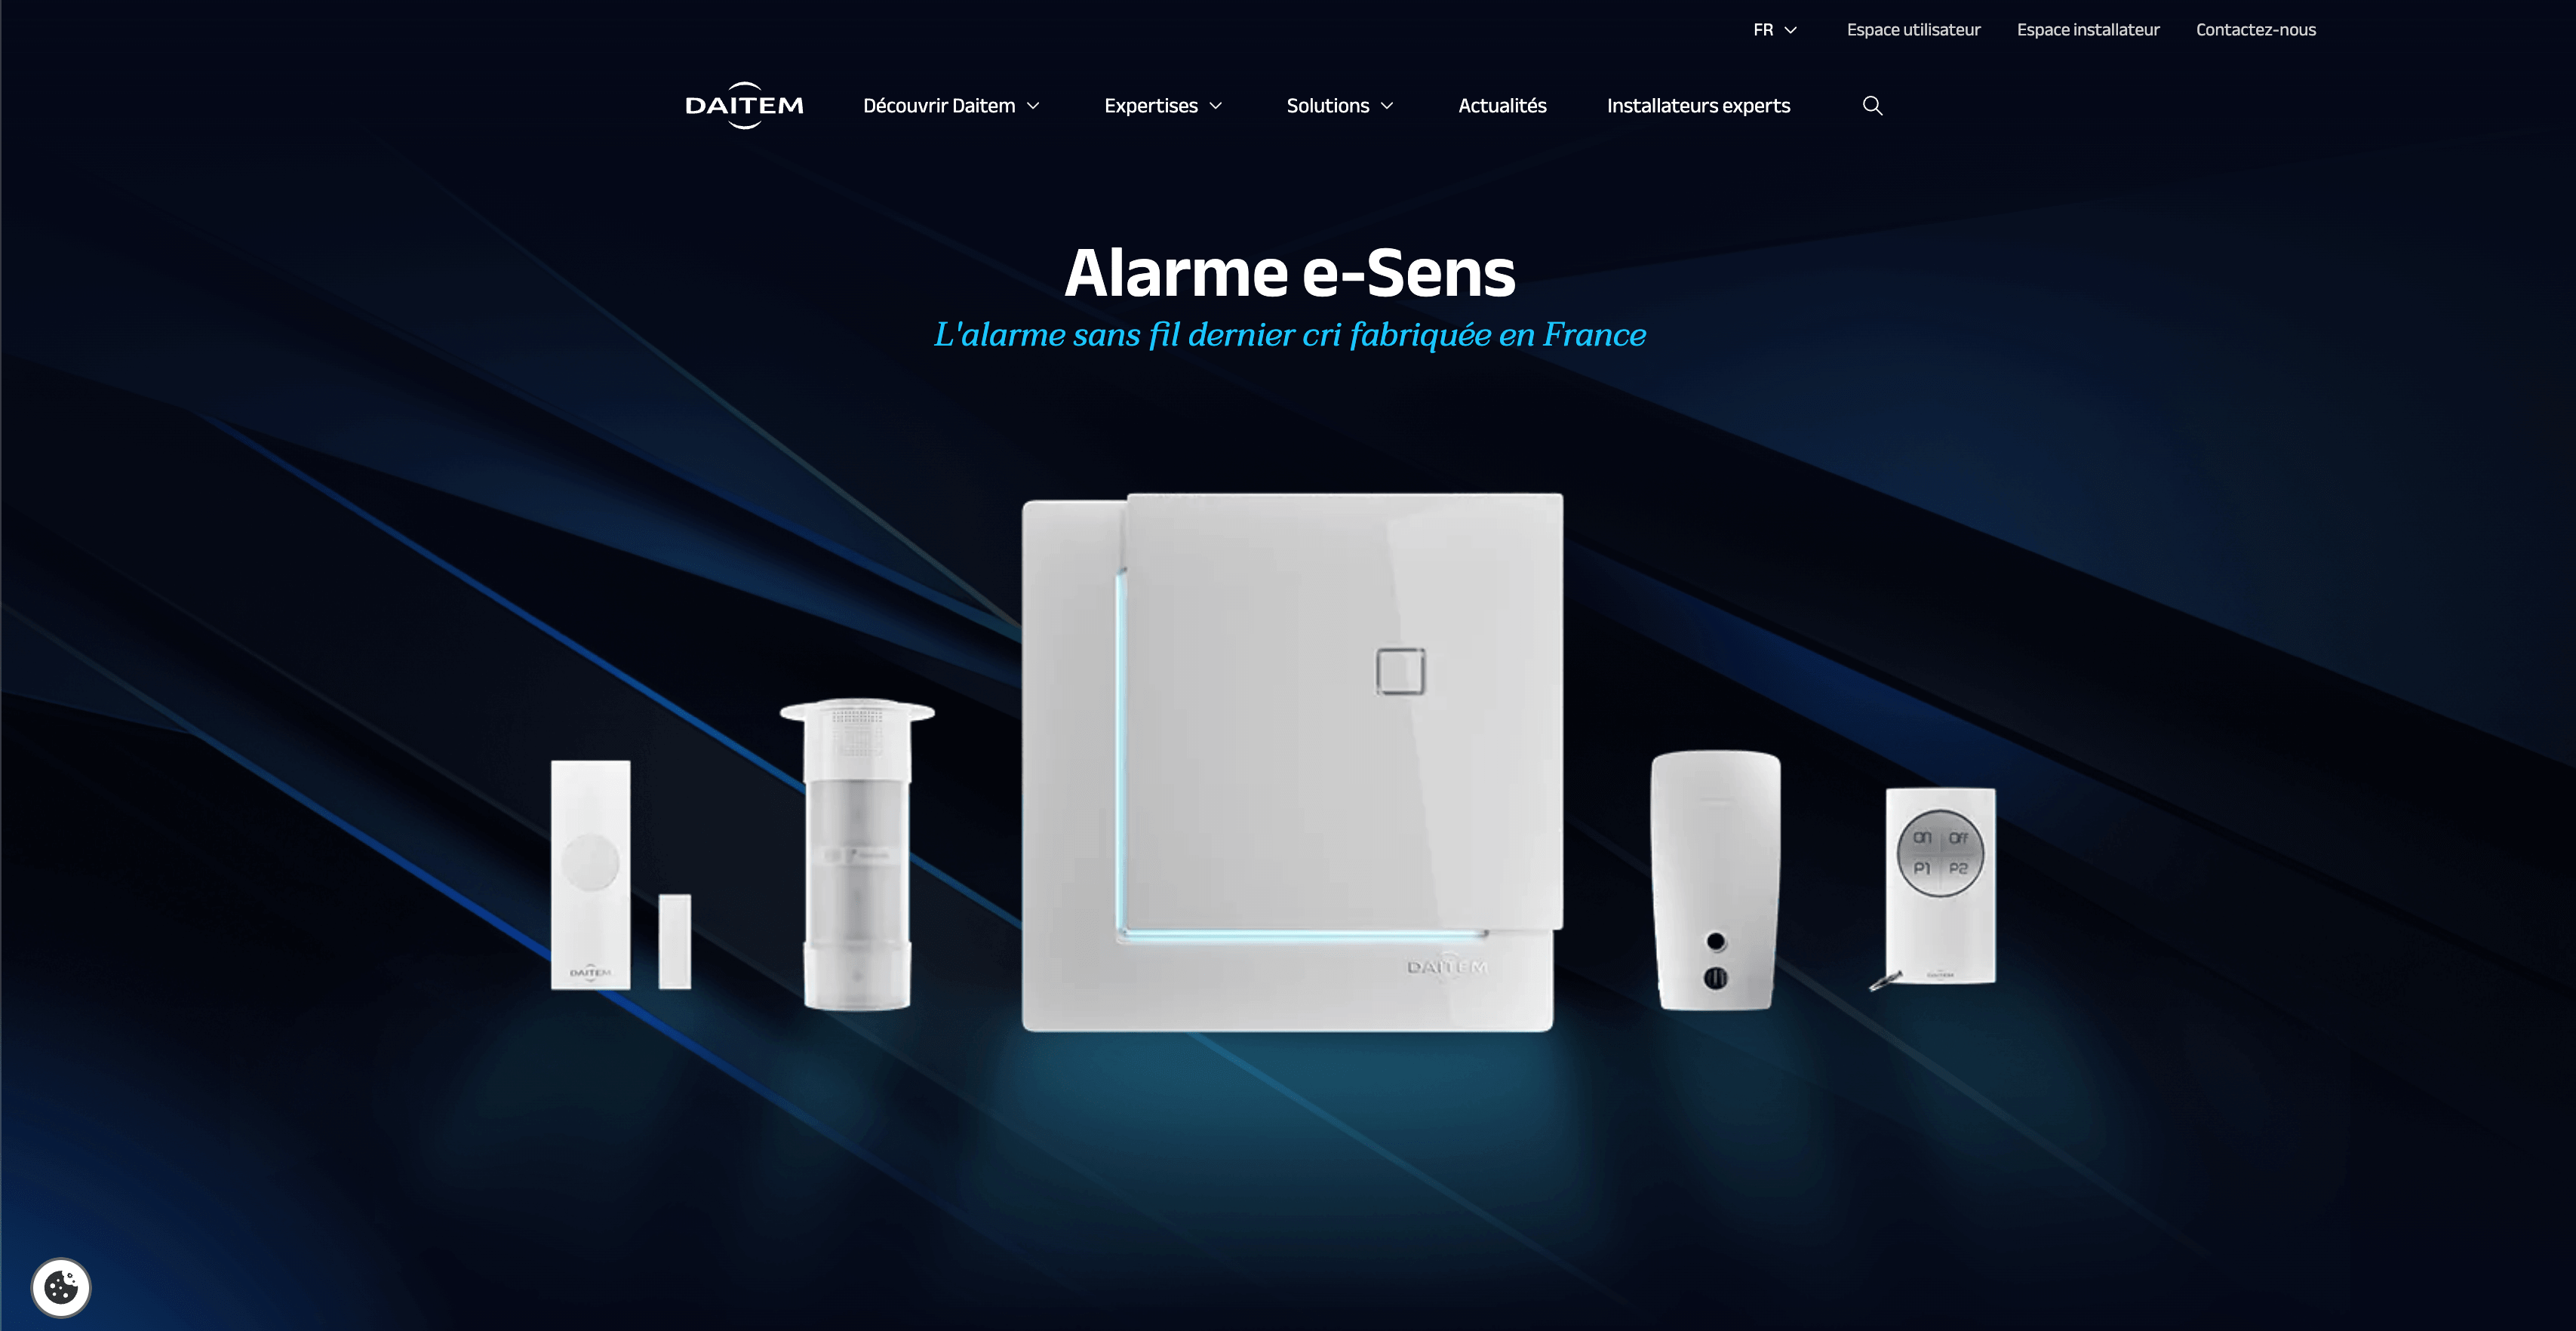 FR Espace utilisateur Espace installateur Contactez-nous
DAITEM Découvrir Daitem Expertises Solutions Actualités Installateurs experts
Alarme e-Sens
L'alarme sans fil dernier cri fabriquée en France
On Off
P1 P2
DAITEM
DAITEM
DAITEM